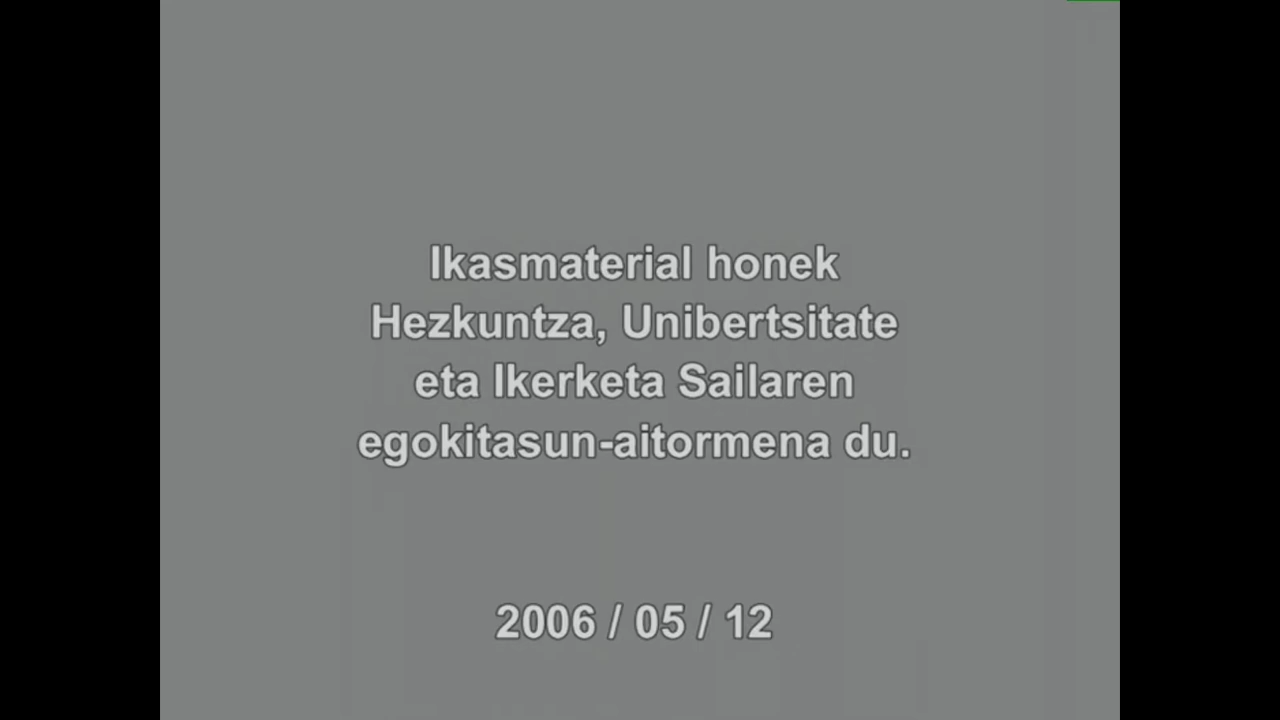 Ikasmaterial honek
Hezkuntza, Unibertsitate
eta Ikerketa Sailaren
egokitasun-aitormena du.
2006 / 05 / 12